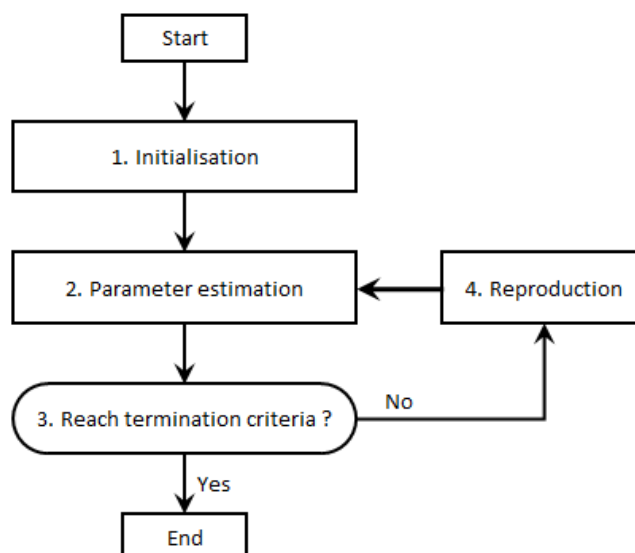 Start
1. Initialisation
2. Parameter estimation
4. Reproduction
3. Reach termination criteria ?
No
Yes
End